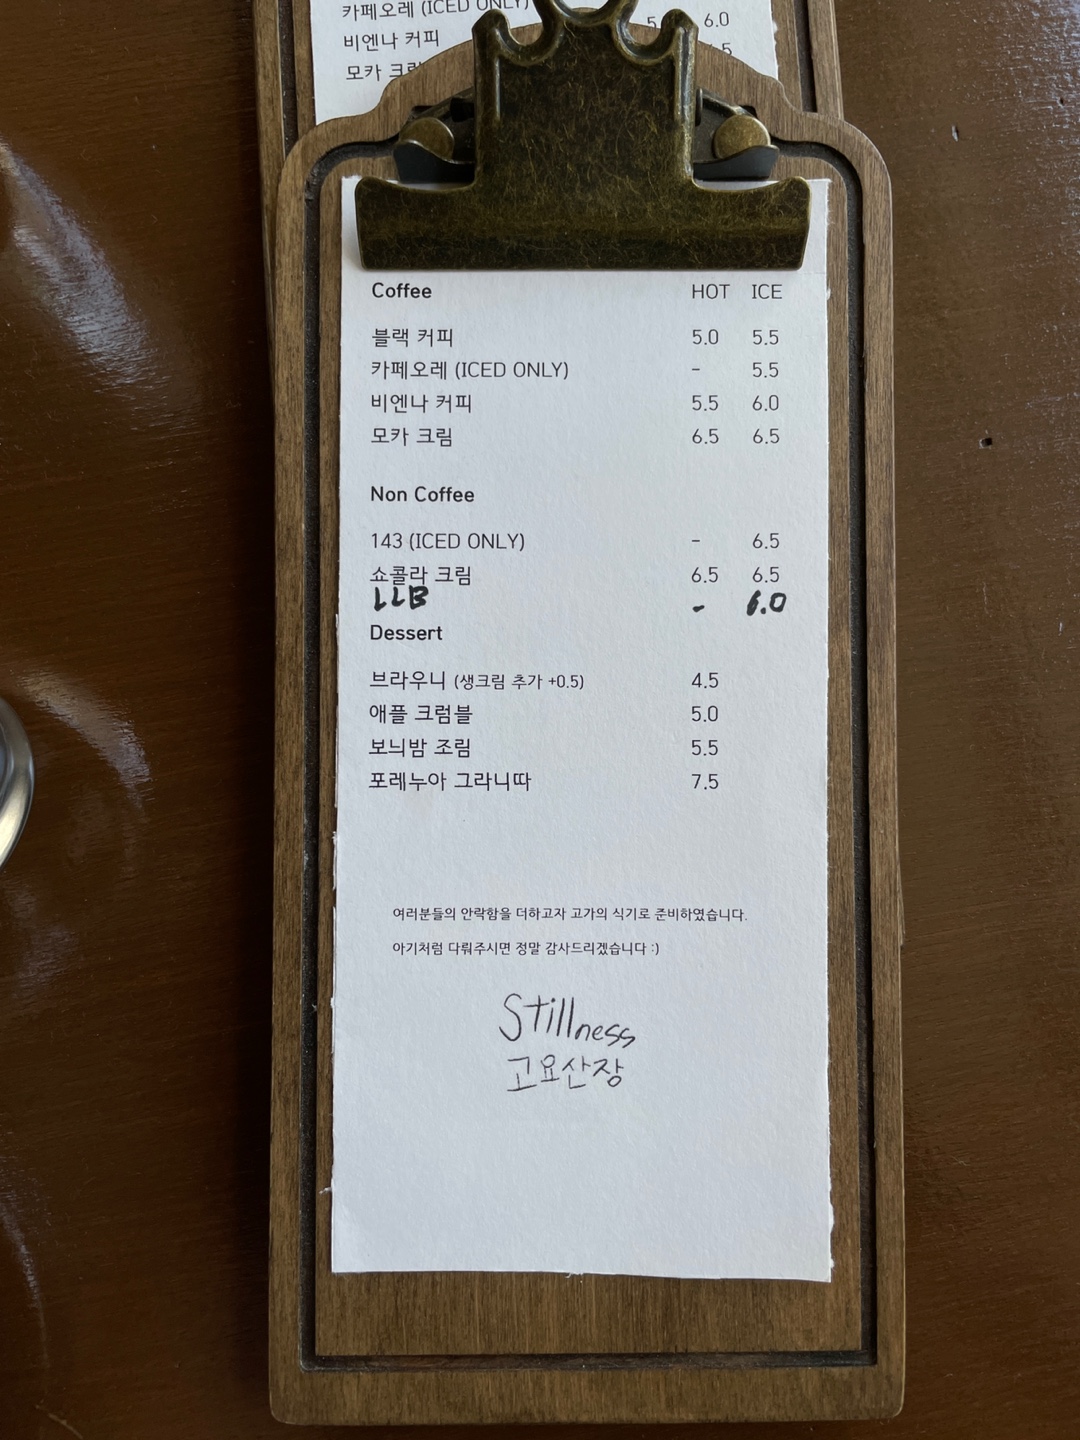 카페오레 (ICED ONLY) 5. 6.0
비엔나 커피 .5
모카 크림
Coffee HOT ICE
블랙 커피 5.0 5.5
카페오레 (ICED ONLY) - 5.5
비엔나 커피 5.5 6.0
모카 크림 6.5 6.5
Non Coffee
143 (ICED ONLY) - 6.5
쇼콜라 크림 6.5 6.5
LLB - 6.0
Dessert
브라우니 (생크림 추가 +0.5) 4.5
애플 크럼블 5.0
보늬밤 조림 5.5
포레누아 그라니따 7.5
여러분들의 안락함을 더하고자 고가의 식기로 준비하였습니다.
아기처럼 다뤄주시면 정말 감사드리겠습니다 :)
Stillness
고요산장